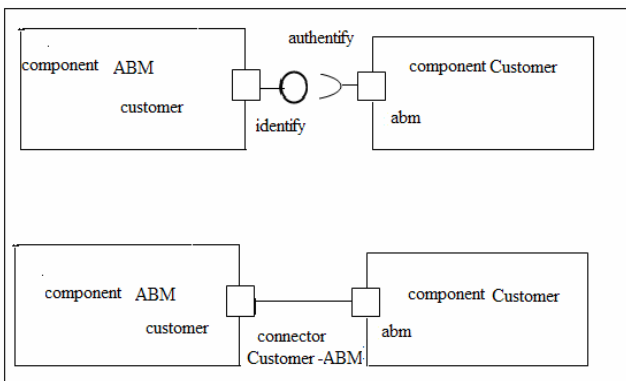 authentify
component ABM
component Customer
customer
abm
identify
component ABM
component Customer
customer
abm
connector
Customer -ABM